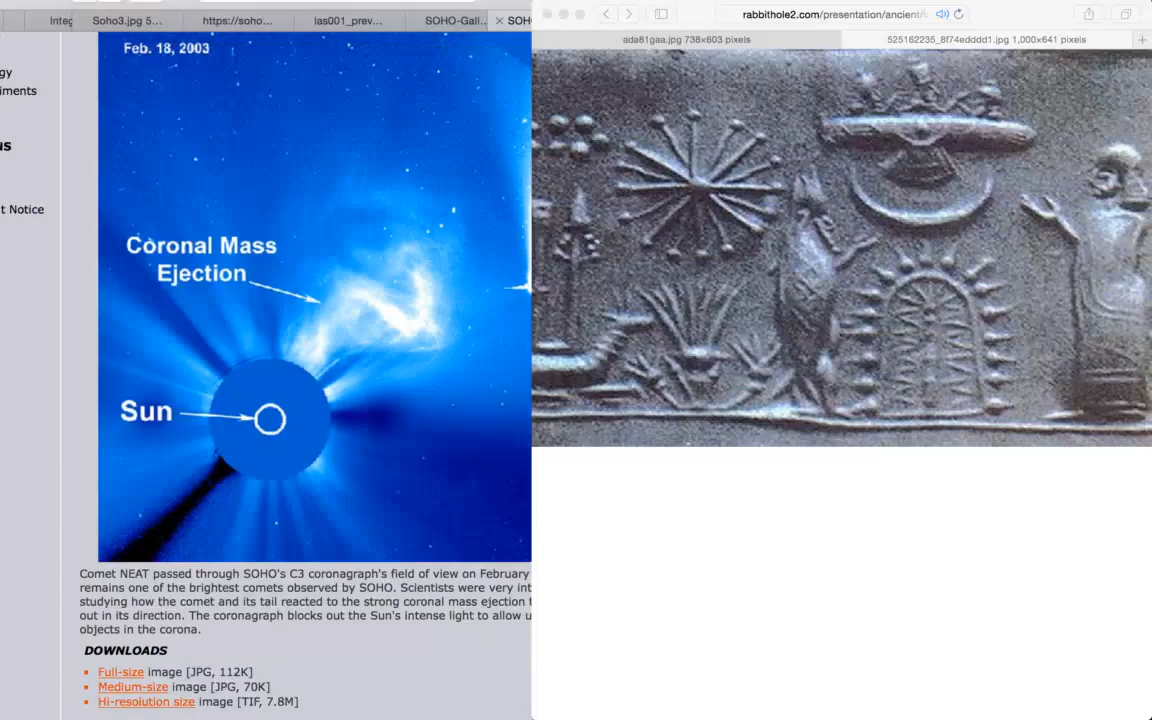 Soho3.jpg 5...
https://soho...
las001_prev...
SOHO-Gall...
rabbithole2.com/presentation/ancient/
ada81gaa.jpg 738×603 pixels
525162235_8f74edddd1.jpg 1,000×641 pixels
Feb. 18, 2003
gy
iments
us
t Notice
Coronal Mass
Ejection
Sun
Comet NEAT passed through SOHO's C3 coronagraph's field of view on February
remains one of the brightest comets observed by SOHO. Scientists were very int
studying how the comet and its tail reacted to the strong coronal mass ejection
out in its direction. The coronagraph blocks out the Sun's intense light to allow u
objects in the corona.
DOWNLOADS
Full-size image [JPG, 112K]
Medium-size image [JPG, 70K]
Hi-resolution size image [TIF, 7.8M]